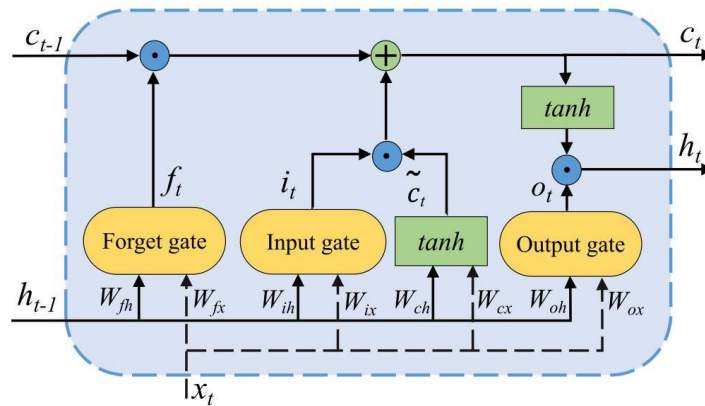 c_{t-1} c_t
tanh
h_t
f_t i_t c̃_t o_t
Forget gate Input gate tanh Output gate
h_{t-1} W_{fh} W_{fx} W_{ih} W_{ix} W_{ch} W_{cx} W_{oh} W_{ox}
x_t